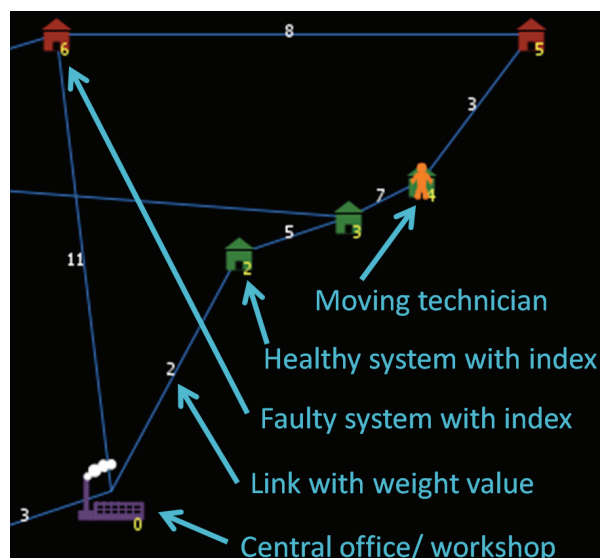 8
6
5
3
7
4
5
3
2
11
Moving technician
Healthy system with index
2
Faulty system with index
Link with weight value
3
0
Central office/ workshop